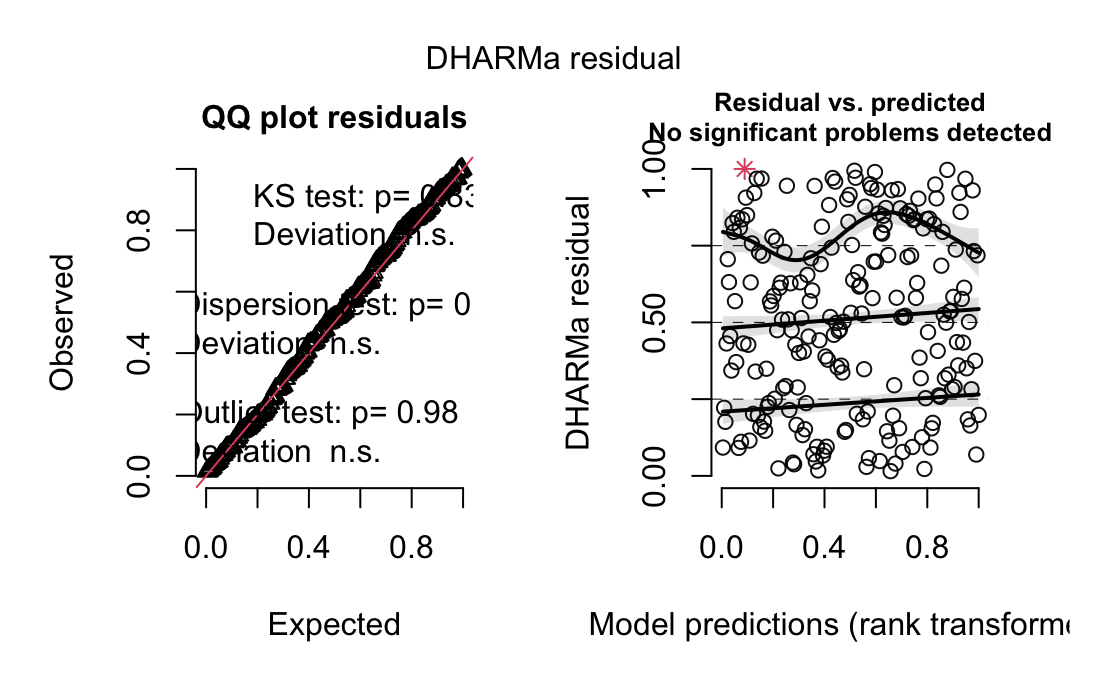 DHARMa residual
QQ plot residuals
KS test: p=
Deviation n.s.
Dispersion test: p= 0
Deviation n.s.
Outlier test: p= 0.98
Deviation n.s.
Observed
0.0 0.4 0.8
0.0 0.4 0.8
Expected
Residual vs. predicted
No significant problems detected
DHARMa residual
0.00 0.50 1.00
0.0 0.4 0.8
Model predictions (rank transforme